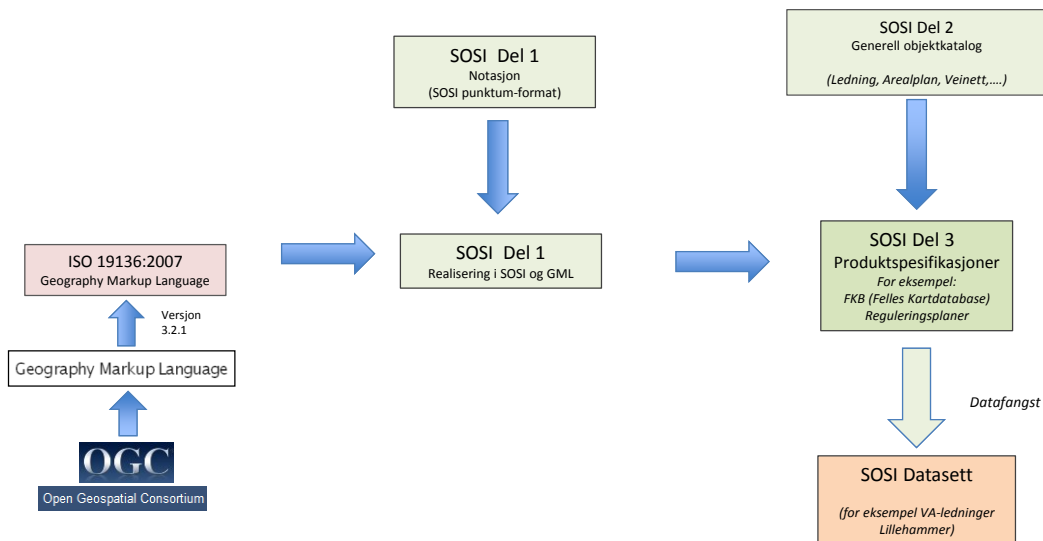 SOSI Del 1
Notasjon
(SOSI punktum-format)
SOSI Del 2
Generell objektkatalog
(Ledning, Arealplan, Veinett,....)
ISO 19136:2007
Geography Markup Language
SOSI Del 1
Realisering i SOSI og GML
SOSI Del 3
Produktspesifikasjoner
For eksempel:
FKB (Felles Kartdatabase)
Reguleringsplaner
Versjon
3.2.1
Geography Markup Language
Datafangst
OGC
Open Geospatial Consortium
SOSI Datasett
(for eksempel VA-ledninger
Lillehammer)